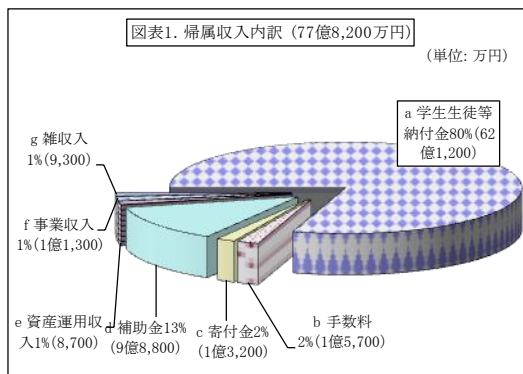 図表1. 帰属収入内訳 (77億8,200万円)
(単位: 万円)
a 学生生徒等
納付金80%(62
億1,200)
g 雑収入
1%(9,300)
f 事業収入
1%(1億1,300)
e 資産運用収
入1%(8,700)
d 補助金13%
(9億8,800)
c 寄付金2%
(1億3,200)
b 手数料
2%(1億5,700)